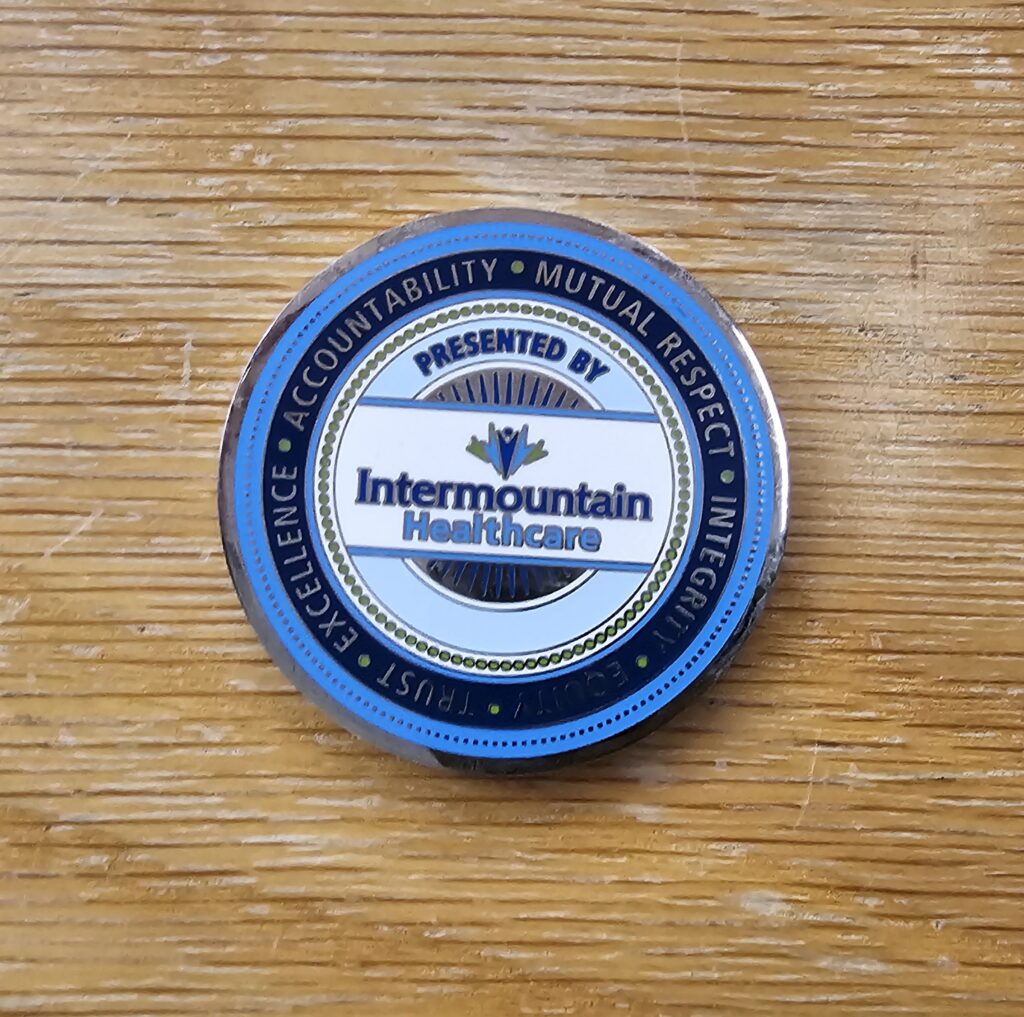 ACCOUNTABILITY • MUTUAL RESPECT • INTEGRITY • EQUITY • TRUST • EXCELLENCE •
PRESENTED BY
Intermountain
Healthcare